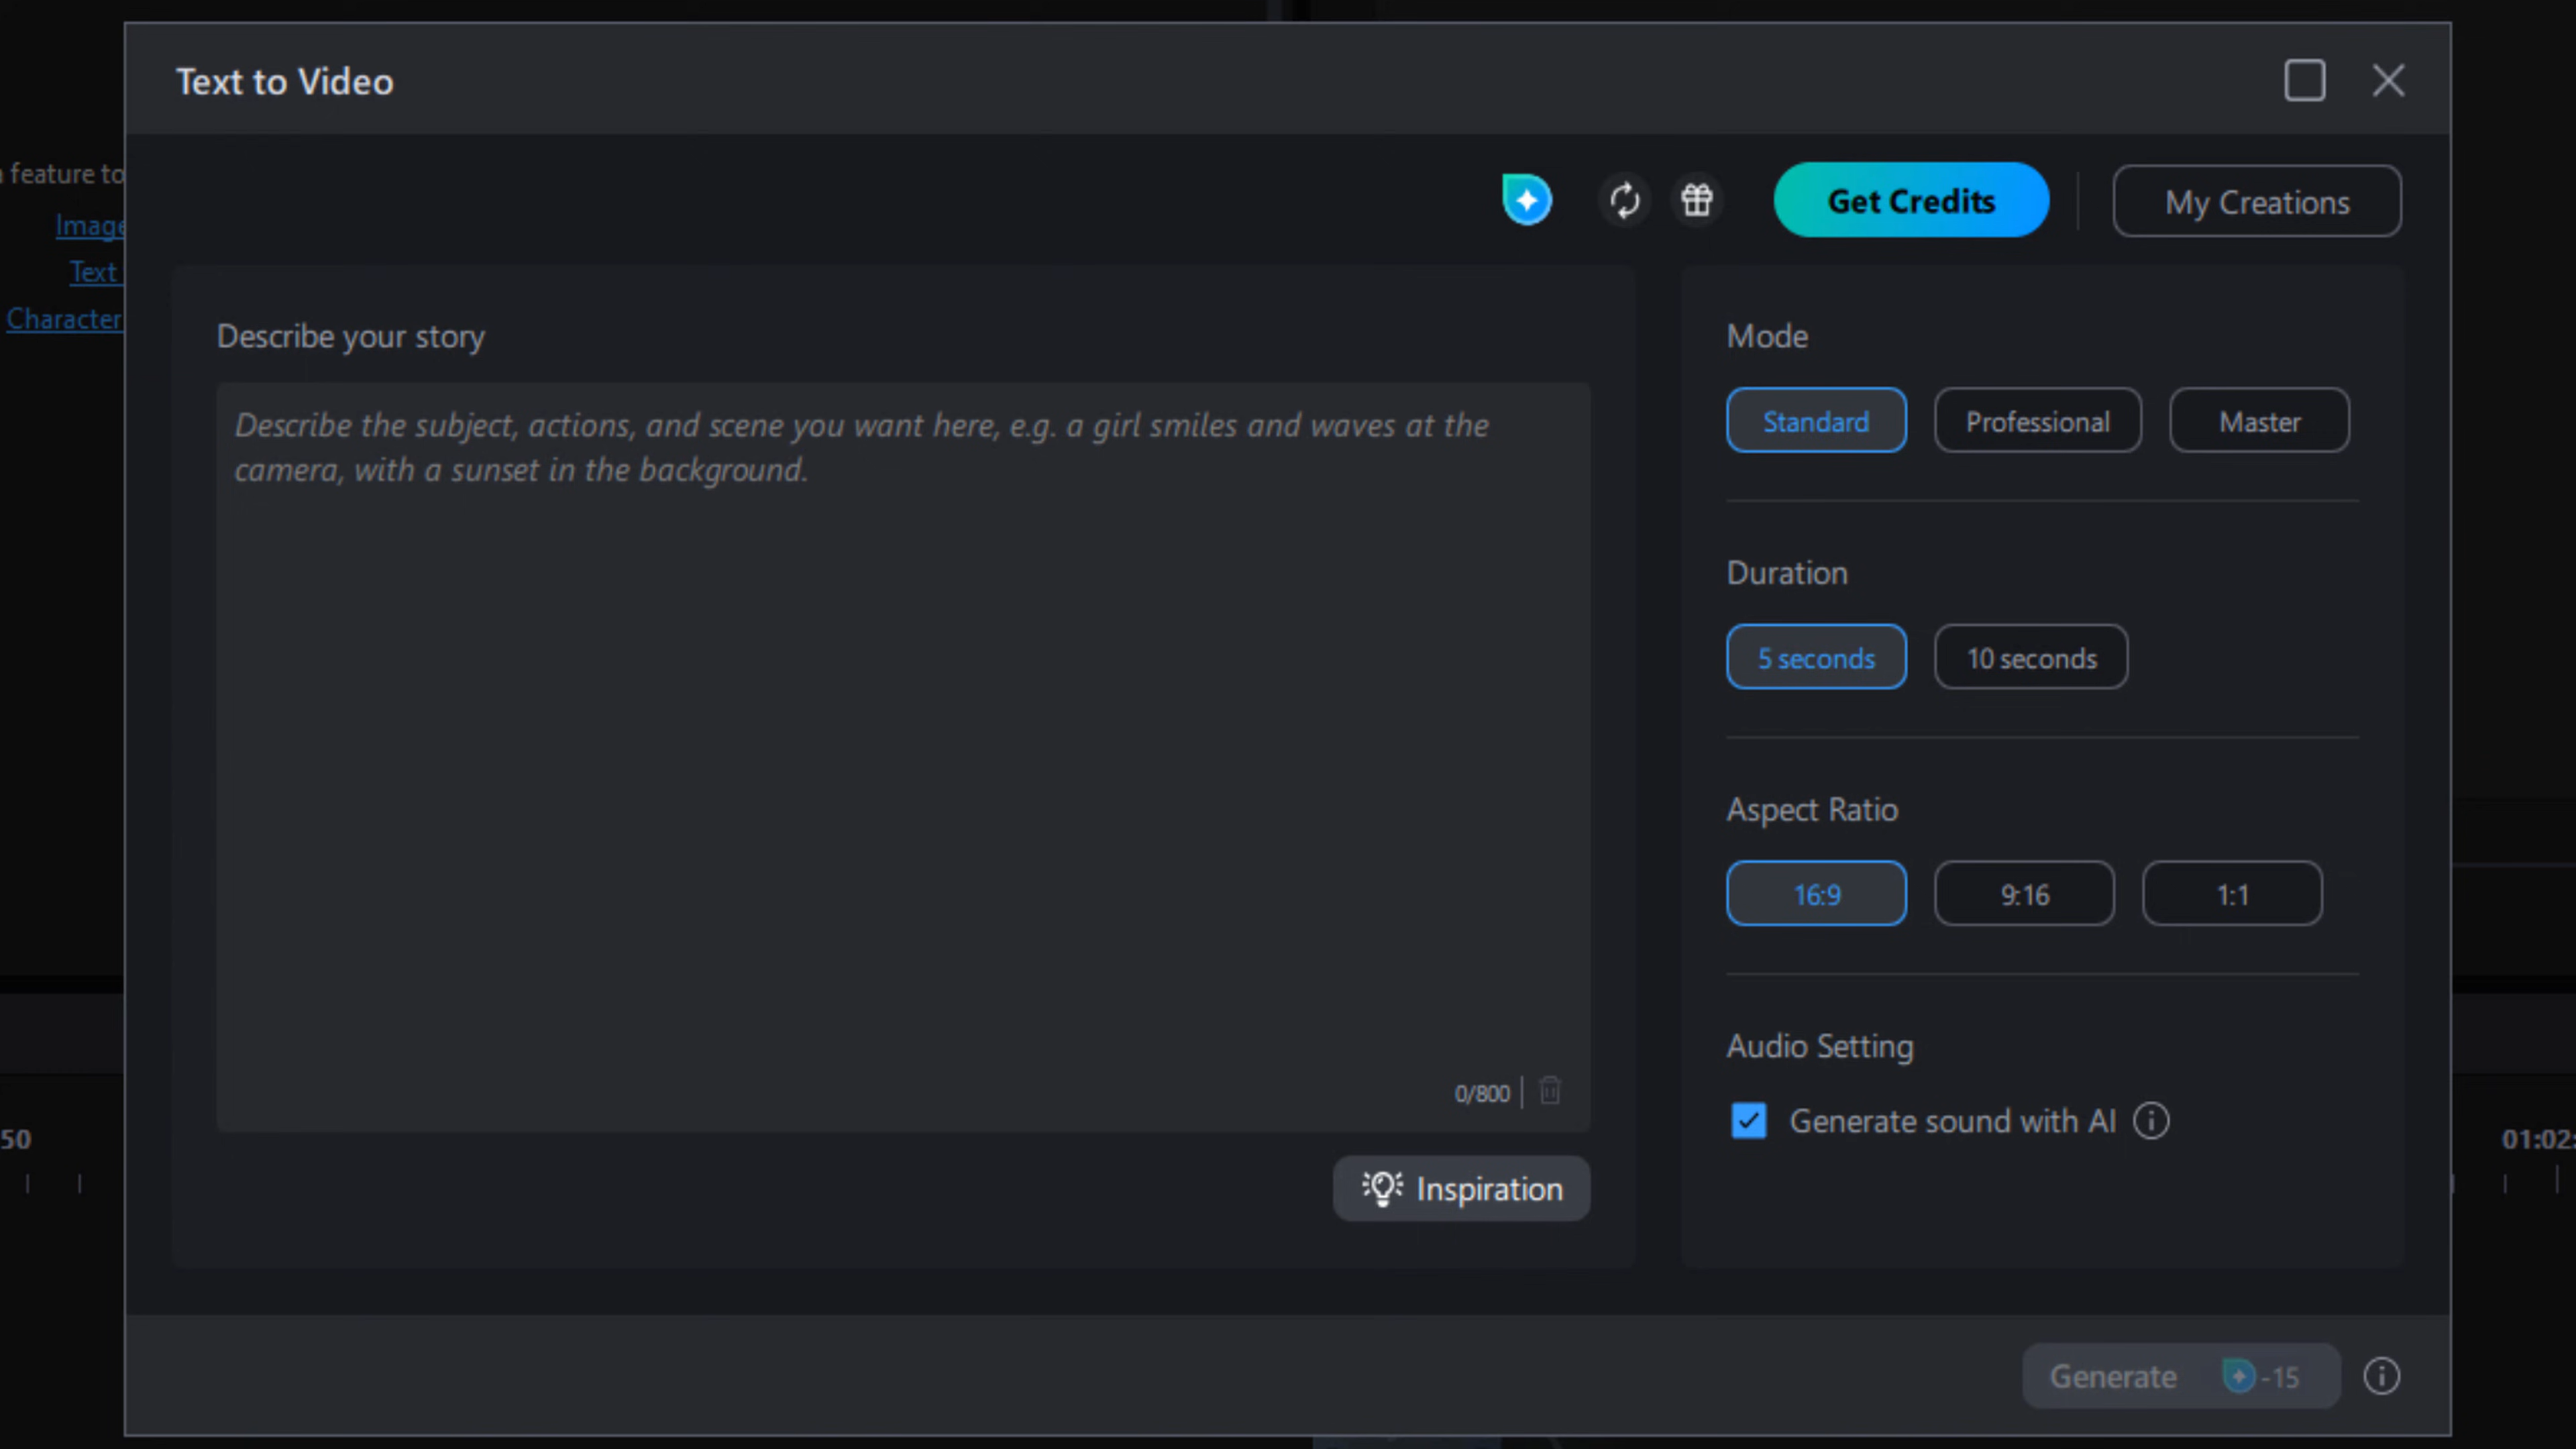 Text to Video
feature to
Image
Text
Character
Get Credits
My Creations
Describe your story
Describe the subject, actions, and scene you want here, e.g. a girl smiles and waves at the
camera, with a sunset in the background.
0/800
Inspiration
Mode
Standard
Professional
Master
Duration
5 seconds
10 seconds
Aspect Ratio
16:9
9:16
1:1
Audio Setting
Generate sound with AI
50
01:02:
Generate
-15